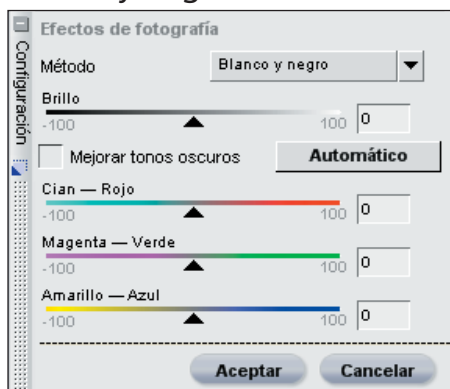 Efectos de fotografía
Configuración
Método Blanco y negro
Brillo
-100 100 0
Mejorar tonos oscuros Automático
Cian — Rojo
-100 100 0
Magenta — Verde
-100 100 0
Amarillo — Azul
-100 100 0
Aceptar Cancelar